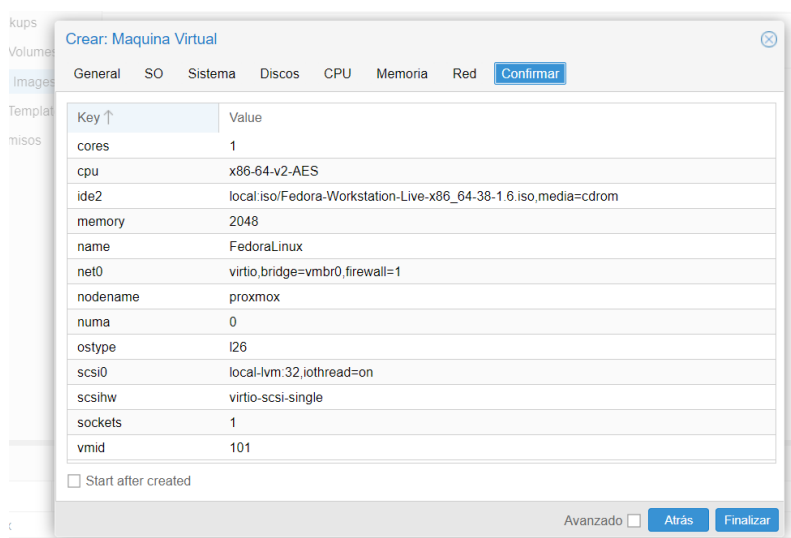 kups
Volumes
Images
Templat
misos
Crear: Maquina Virtual
General SO Sistema Discos CPU Memoria Red Confirmar
Key ↑ Value
cores 1
cpu x86-64-v2-AES
ide2 local:iso/Fedora-Workstation-Live-x86_64-38-1.6.iso,media=cdrom
memory 2048
name FedoraLinux
net0 virtio,bridge=vmbr0,firewall=1
nodename proxmox
numa 0
ostype l26
scsi0 local-lvm:32,iothread=on
scsihw virtio-scsi-single
sockets 1
vmid 101
Start after created
Avanzado Atrás Finalizar